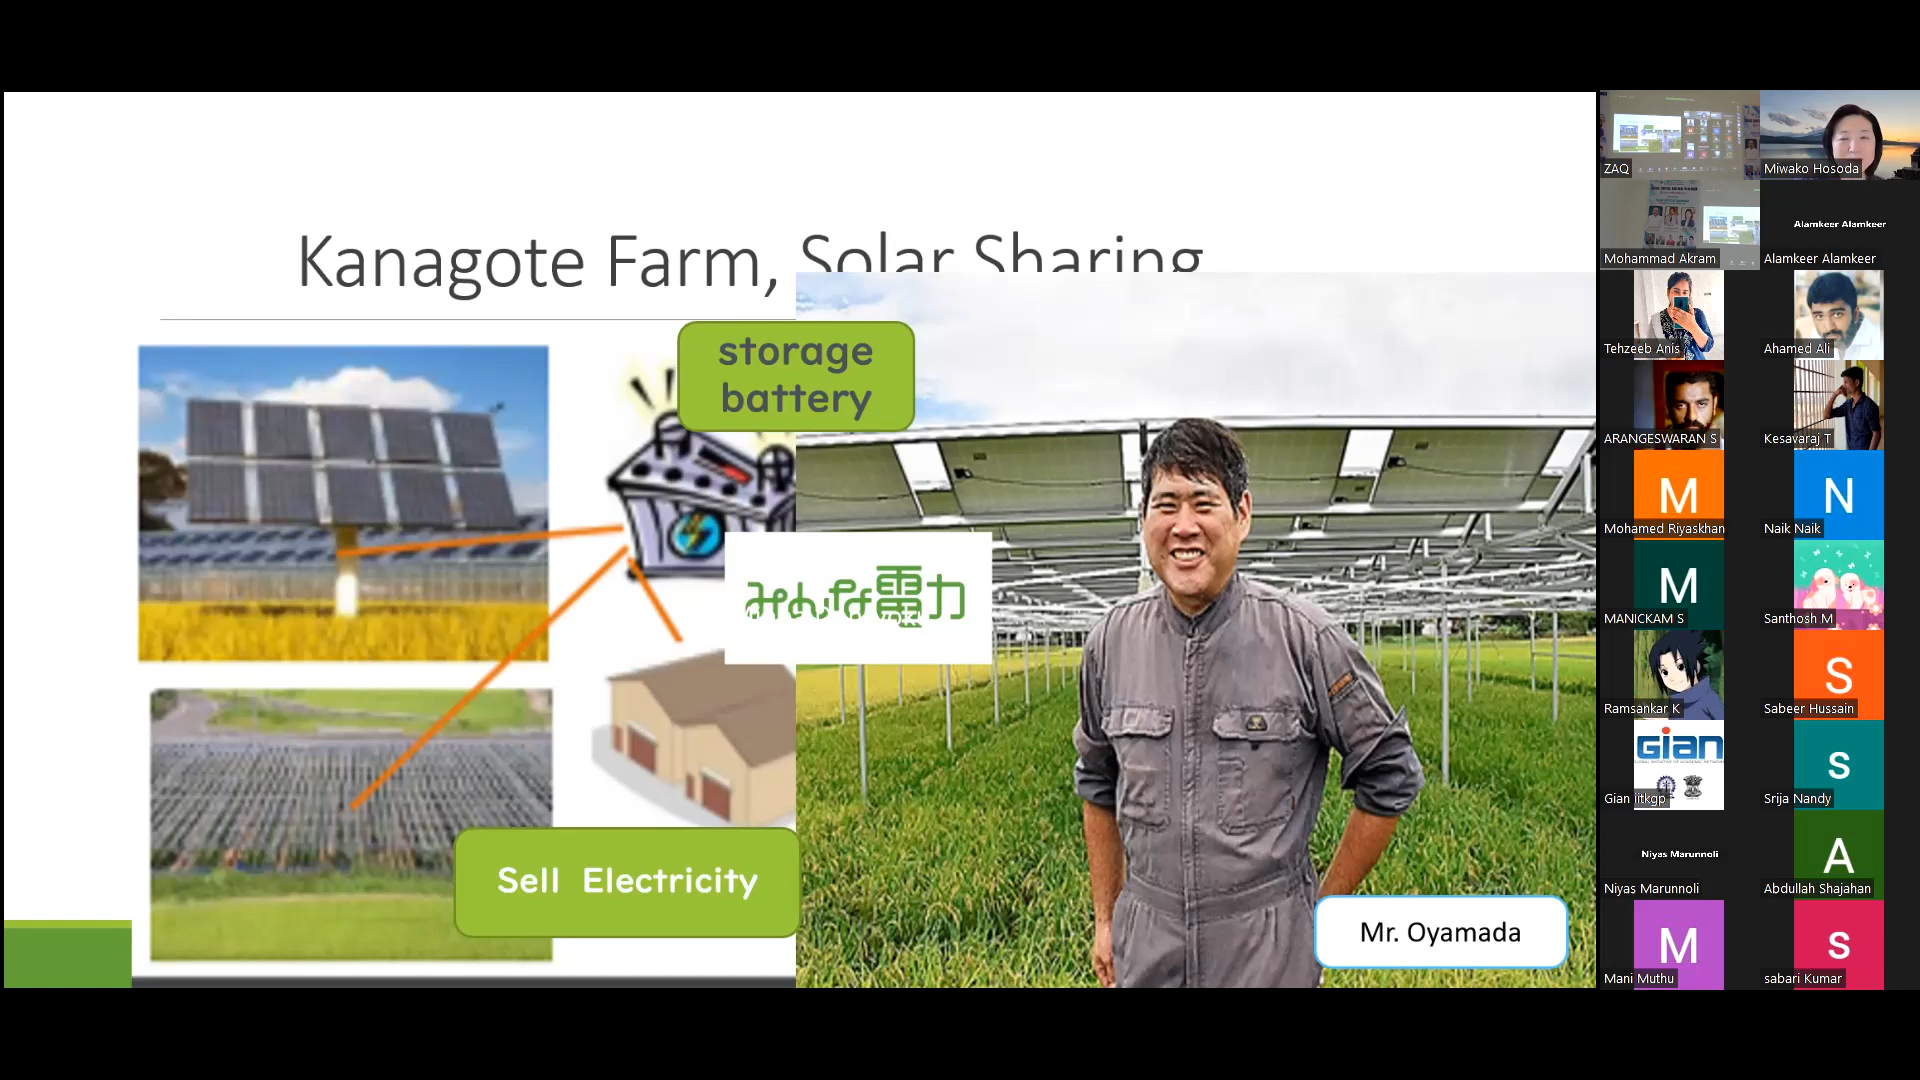 Kanagote Farm, Solar Sharing
storage
battery
みんな電力
Sell Electricity
Mr. Oyamada
ZAQ
Miwako Hosoda
Mohammad Akram
Alamkeer Alamkeer
Alamkeer Alamkeer
Tehzeeb Anis
Ahamed Ali
ARANGESWARAN S
Kesavaraj T
M
Mohamed Riyaskhan
N
Naik Naik
M
MANICKAM S
Santhosh M
Ramsankar K
S
Sabeer Hussain
Gian
Gian iitkgp
s
Srija Nandy
Niyas Marunnoli
Niyas Marunnoli
A
Abdullah Shajahan
M
Mani Muthu
s
sabari Kumar